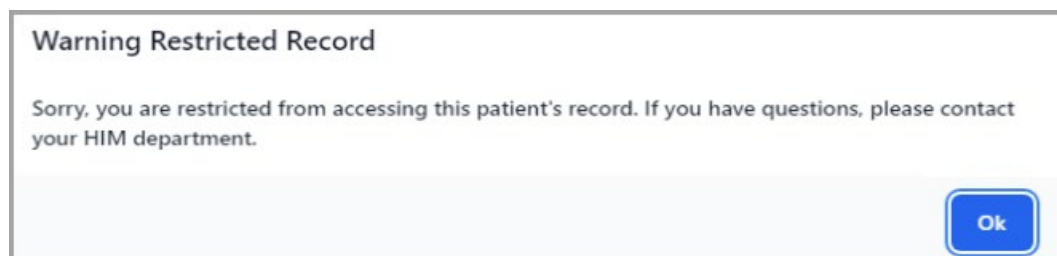 Warning Restricted Record
Sorry, you are restricted from accessing this patient's record. If you have questions, please contact
your HIM department.
Ok